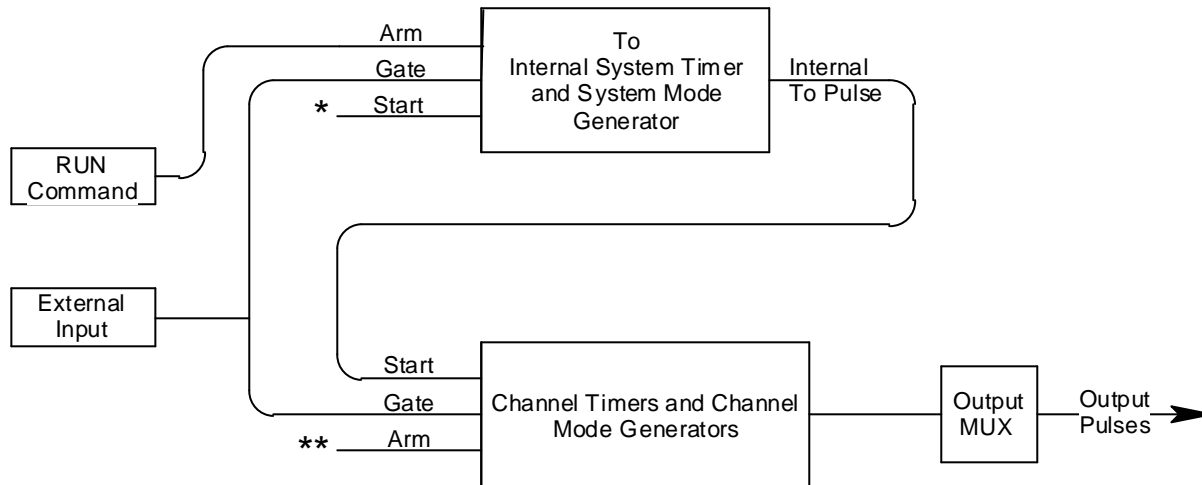 Arm
Gate
* Start
To
Internal System Timer
and System Mode
Generator
Internal
To Pulse
RUN
Command
External
Input
Start
Gate
** Arm
Channel Timers and Channel
Mode Generators
Output
MUX
Output
Pulses